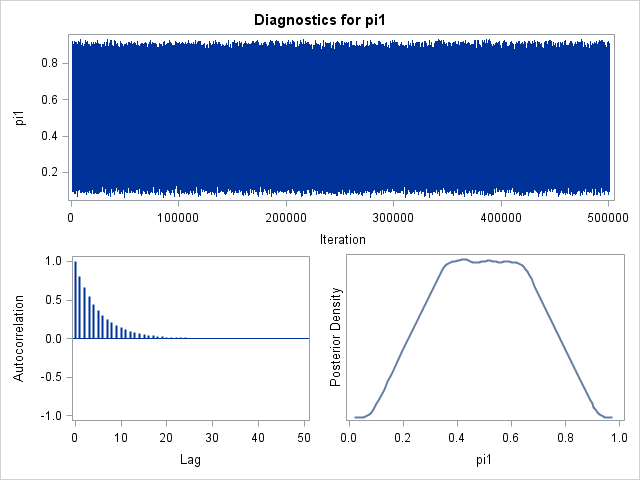 Diagnostics for pi1
0.8
0.6
0.4
0.2
pi1
0 100000 200000 300000 400000 500000
Iteration
1.0
0.5
0.0
-0.5
-1.0
Autocorrelation
0 10 20 30 40 50
Lag
Posterior Density
0.0 0.2 0.4 0.6 0.8 1.0
pi1